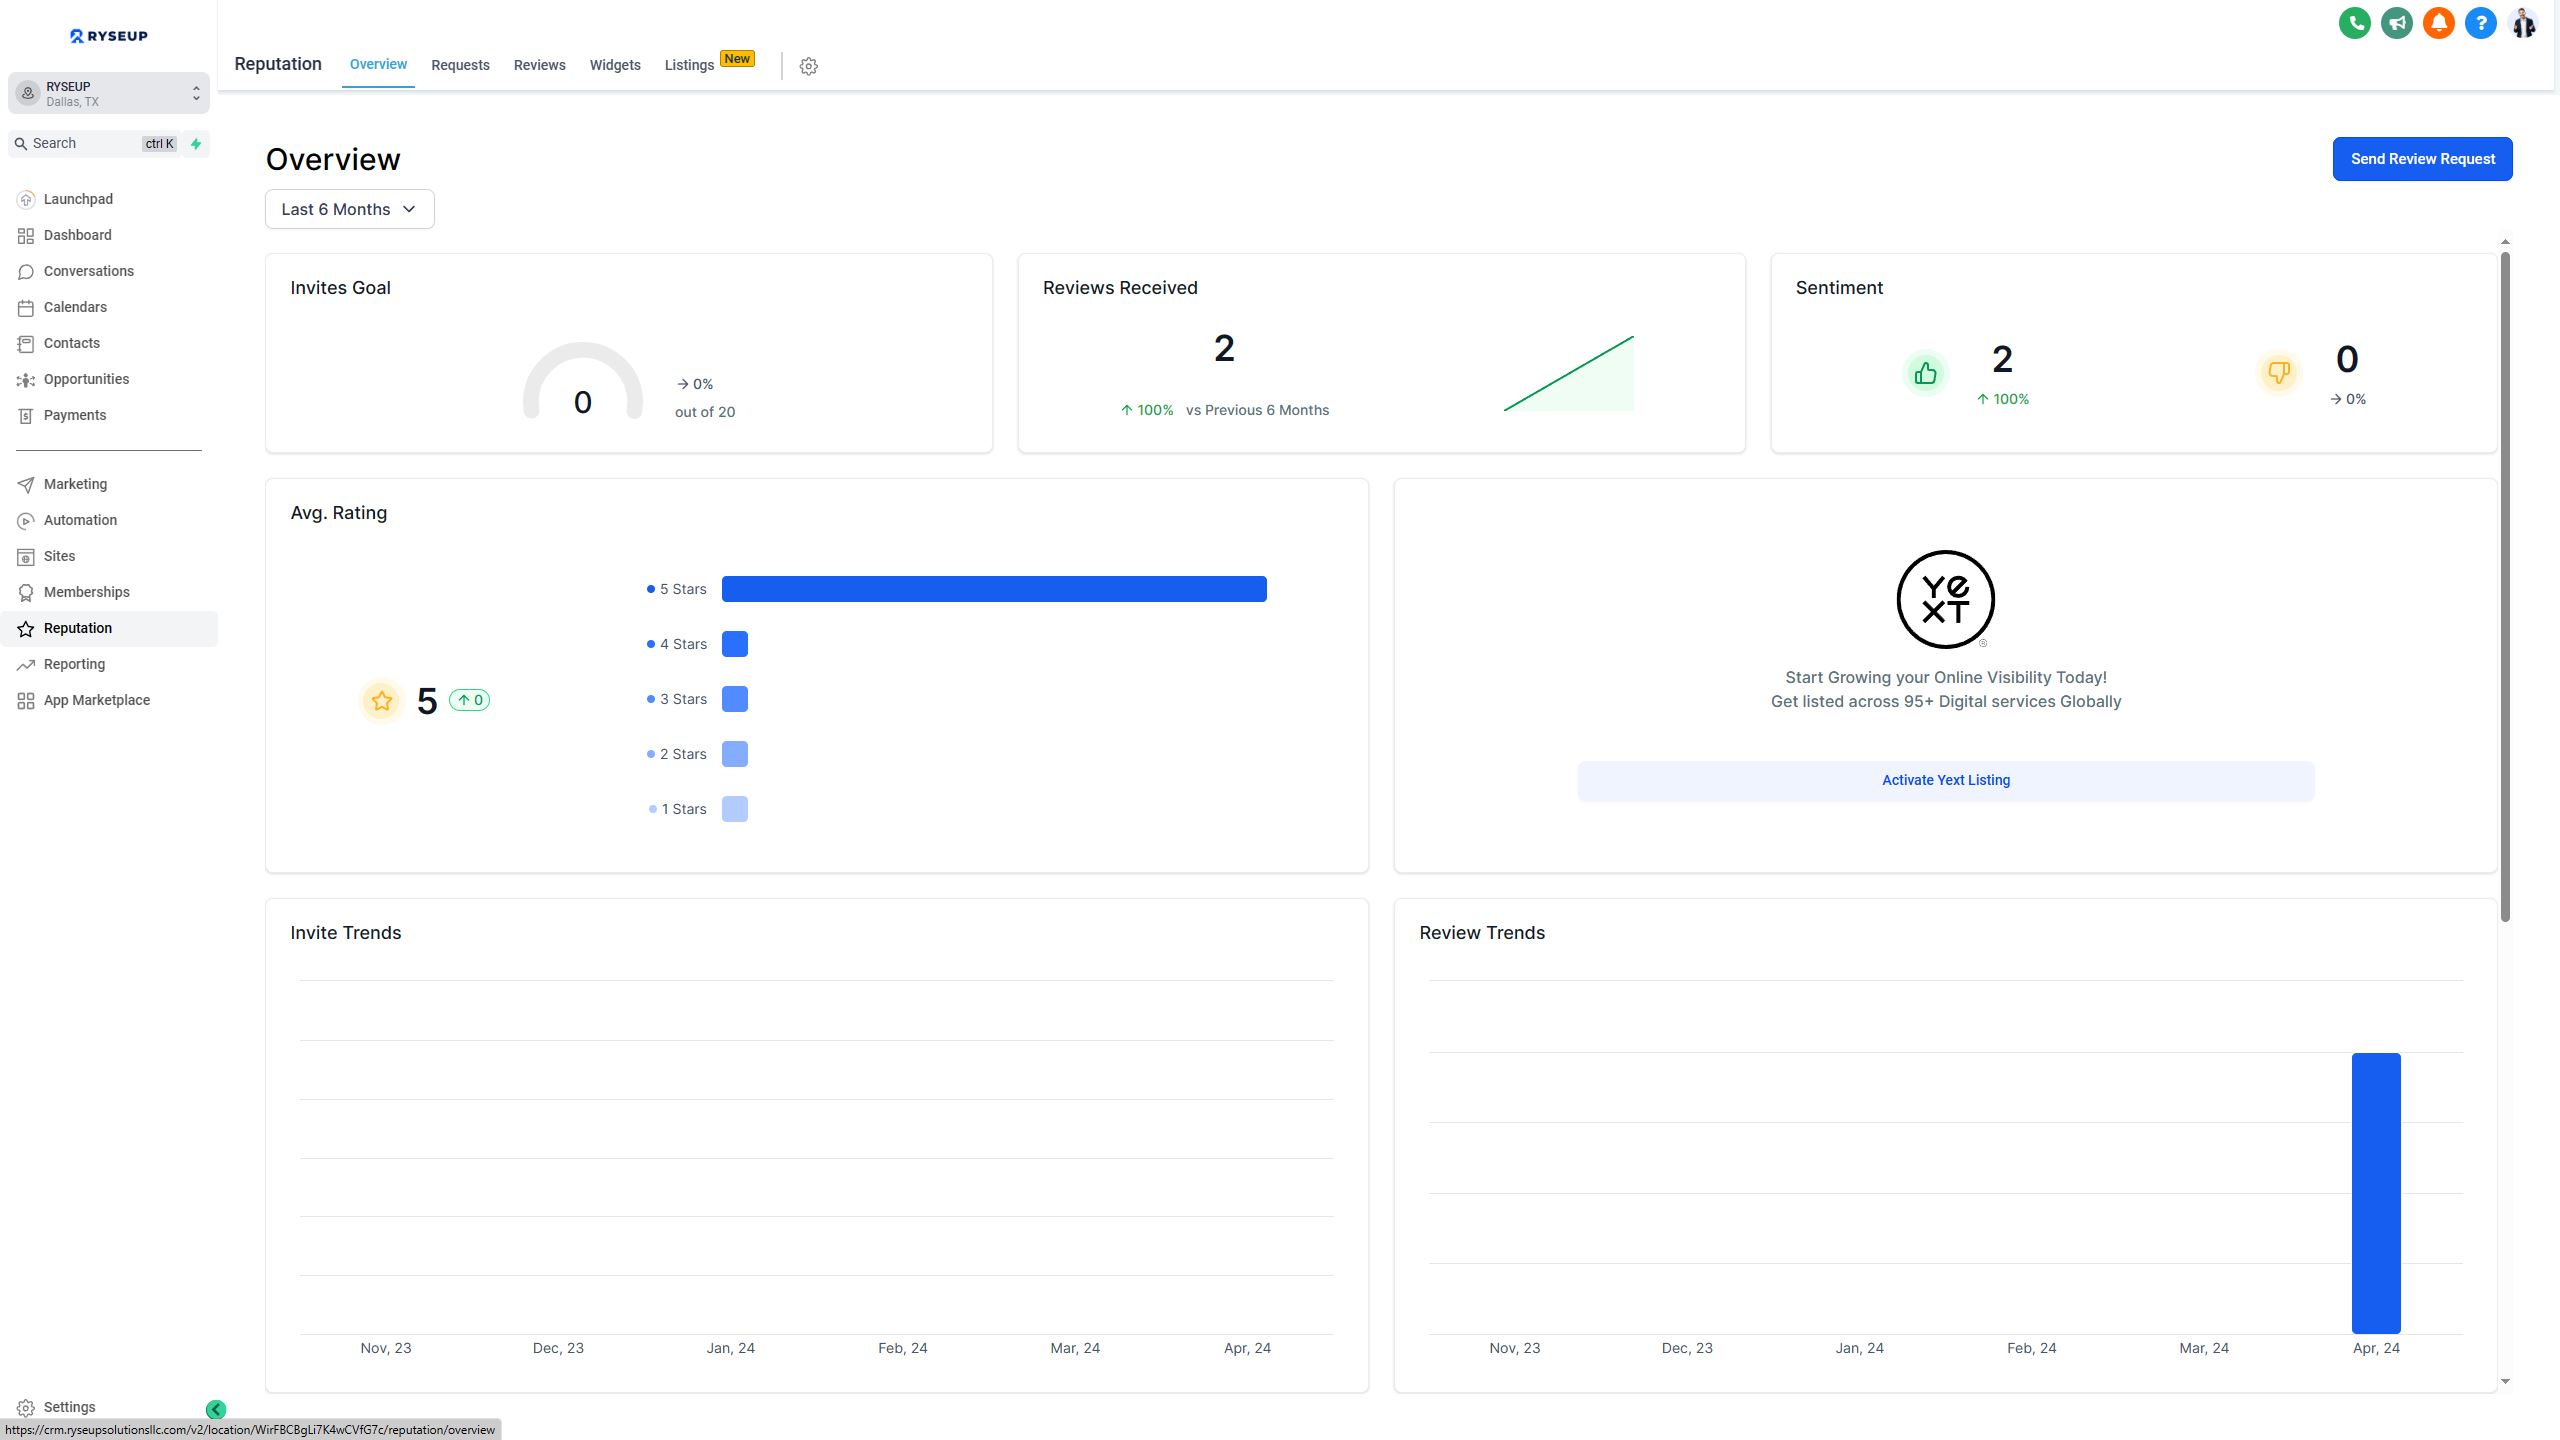 RYSEUP
RYSEUP
Dallas, TX
Search
ctrl K
Launchpad
Dashboard
Conversations
Calendars
Contacts
Opportunities
Payments
Marketing
Automation
Sites
Memberships
Reputation
Reporting
App Marketplace
Settings
Reputation
Overview
Requests
Reviews
Widgets
Listings
New
?
Overview
Send Review Request
Last 6 Months
Invites Goal
0
0%
out of 20
Reviews Received
2
100% vs Previous 6 Months
Sentiment
2
100%
0
0%
Avg. Rating
5
0
5 Stars
4 Stars
3 Stars
2 Stars
1 Stars
YEXT
Start Growing your Online Visibility Today!
Get listed across 95+ Digital services Globally
Activate Yext Listing
Invite Trends
Nov, 23 Dec, 23 Jan, 24 Feb, 24 Mar, 24 Apr, 24
Review Trends
Nov, 23 Dec, 23 Jan, 24 Feb, 24 Mar, 24 Apr, 24
https://crm.ryseupsolutionsllc.com/v2/location/WirFBCBgLi7K4wCVfG7c/reputation/overview